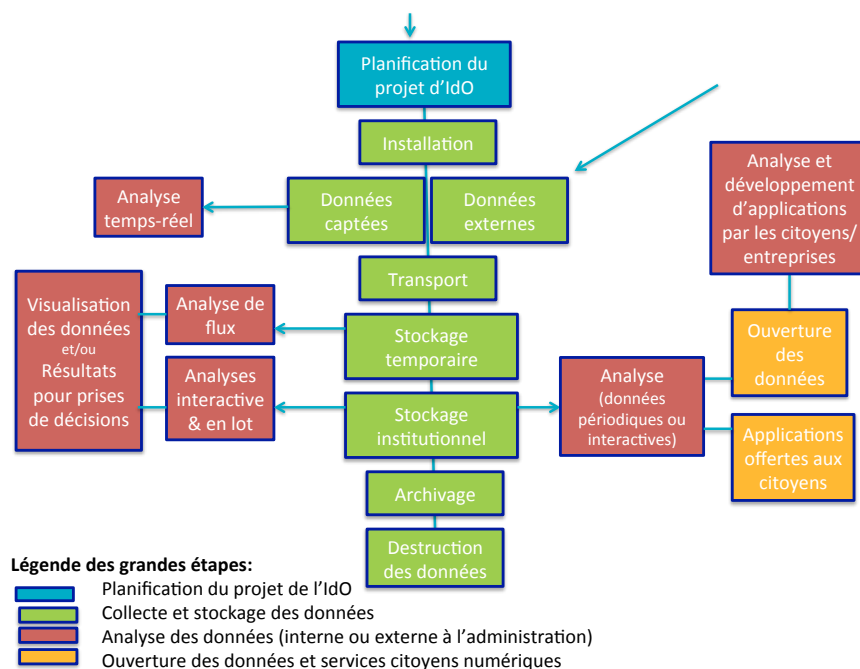 Planification du
projet d'IdO
Installation
Données
captées
Données
externes
Analyse
temps-réel
Analyse et
développement
d'applications
par les citoyens/
entreprises
Transport
Visualisation
des données
et/ou
Résultats
pour prises
de décisions
Analyse de
flux
Stockage
temporaire
Ouverture
des
données
Analyses
interactive
& en lot
Stockage
institutionnel
Analyse
(données
périodiques ou
interactives)
Applications
offertes aux
citoyens
Archivage
Destruction
des données
Légende des grandes étapes:
Planification du projet de l'IdO
Collecte et stockage des données
Analyse des données (interne ou externe à l'administration)
Ouverture des données et services citoyens numériques